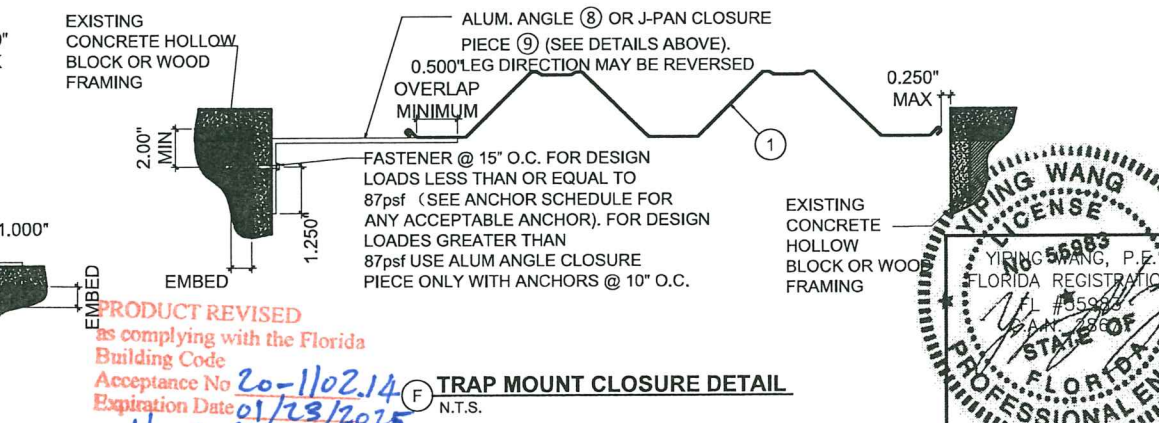 EXISTING
CONCRETE HOLLOW
BLOCK OR WOOD
FRAMING
ALUM. ANGLE 8 OR J-PAN CLOSURE
PIECE 9 (SEE DETAILS ABOVE).
LEG DIRECTION MAY BE REVERSED
0.500"
OVERLAP
MINIMUM
0.250"
MAX
2.00"
MIN
1
FASTENER @ 15" O.C. FOR DESIGN
LOADS LESS THAN OR EQUAL TO
87psf (SEE ANCHOR SCHEDULE FOR
ANY ACCEPTABLE ANCHOR). FOR DESIGN
LOADES GREATER THAN
87psf USE ALUM ANGLE CLOSURE
PIECE ONLY WITH ANCHORS @ 10" O.C.
1.250"
EMBED
1.000"
EMBED
EXISTING
CONCRETE
HOLLOW
BLOCK OR WOOD
FRAMING
YIPING WANG
LICENSE
No 55983
STATE OF
FLORIDA
PROFESSIONAL EN
YIPING WANG, P.E.
FLORIDA REGISTRATIO
FL #55983
C.A.N. 286
PRODUCT REVISED
as complying with the Florida
Building Code
Acceptance No 20-1102.14
Expiration Date 01/23/2025
F TRAP MOUNT CLOSURE DETAIL
N.T.S.